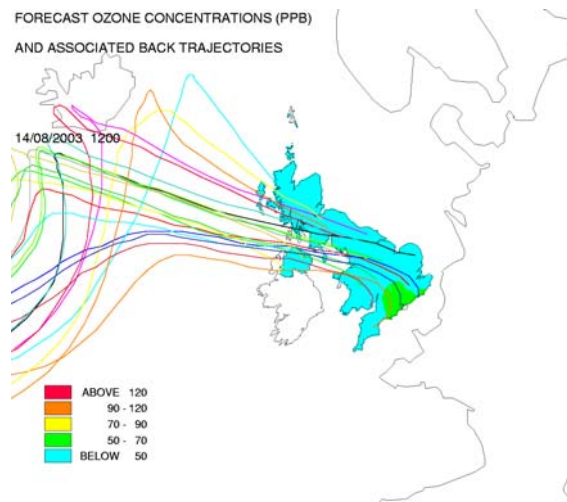 FORECAST OZONE CONCENTRATIONS (PPB)
AND ASSOCIATED BACK TRAJECTORIES
14/08/2003 1200
ABOVE 120
90 - 120
70 - 90
50 - 70
BELOW 50